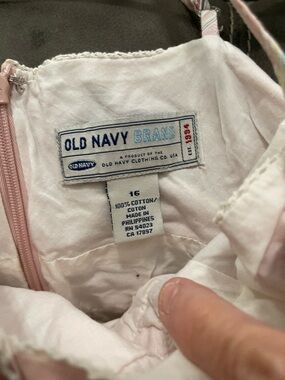 OLD NAVY BRAND
A PRODUCT OF THE
OLD NAVY
OLD NAVY CLOTHING CO. USA
EST. 1994
16
100% COTTON/
COTON
MADE IN
PHILIPPINES
RN 54023
CA 17897